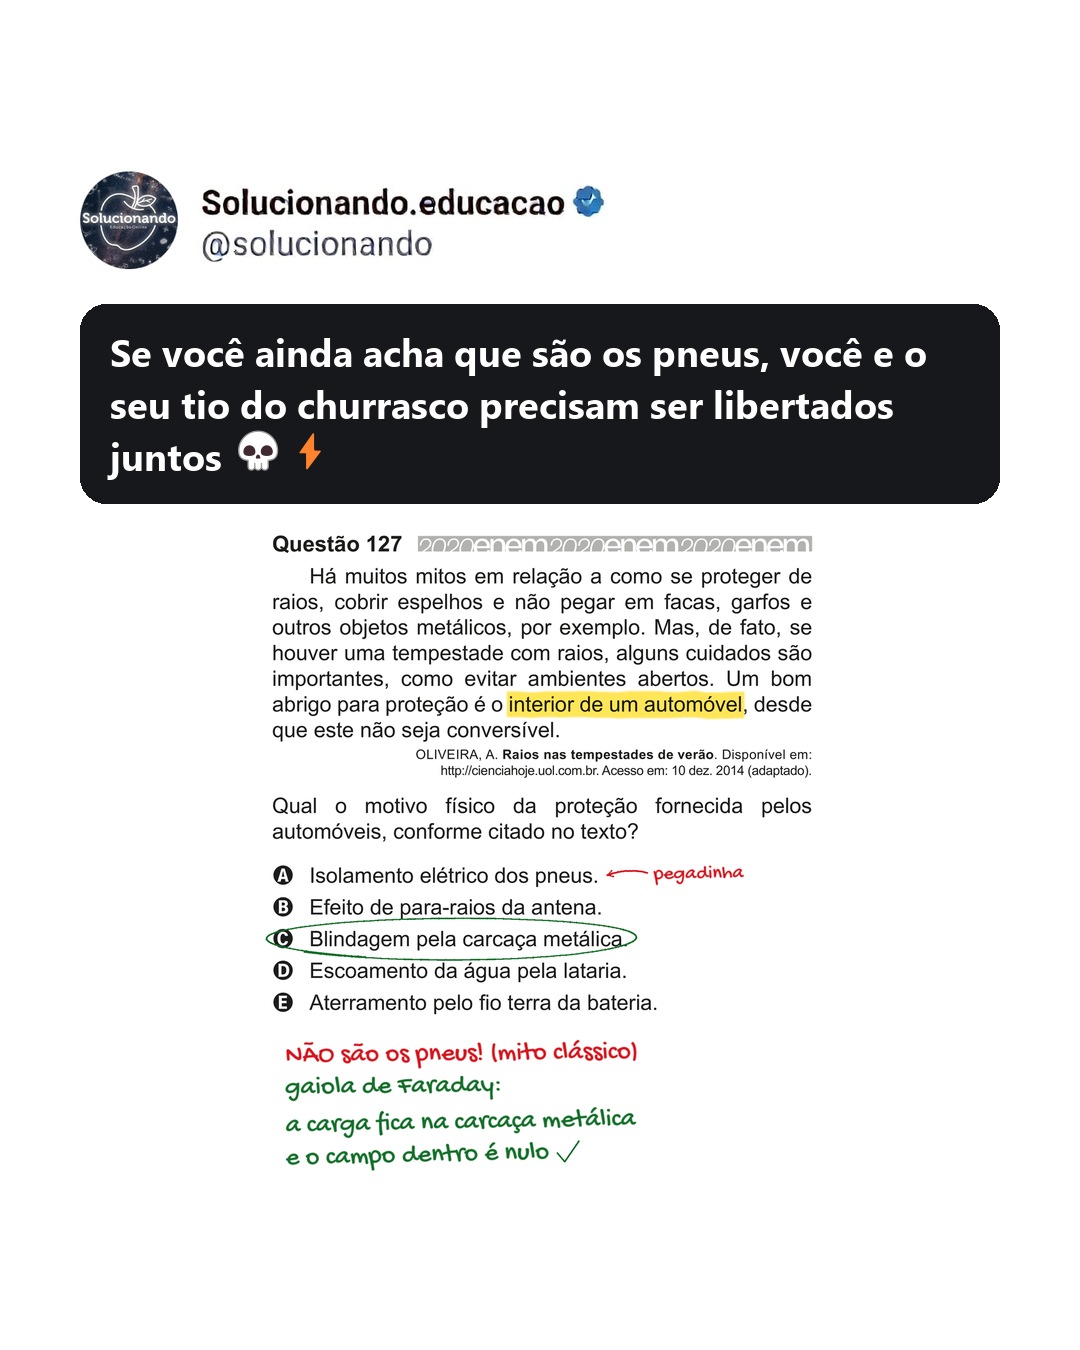 Solucionando
Educação Online
Solucionando.educacao
@solucionando
Se você ainda acha que são os pneus, você e o
seu tio do churrasco precisam ser libertados
juntos 💀⚡
Questão 127 2020enem2020enem2020enem
Há muitos mitos em relação a como se proteger de
raios, cobrir espelhos e não pegar em facas, garfos e
outros objetos metálicos, por exemplo. Mas, de fato, se
houver uma tempestade com raios, alguns cuidados são
importantes, como evitar ambientes abertos. Um bom
abrigo para proteção é o interior de um automóvel, desde
que este não seja conversível.
OLIVEIRA, A. Raios nas tempestades de verão. Disponível em:
http://cienciahoje.uol.com.br. Acesso em: 10 dez. 2014 (adaptado).
Qual o motivo físico da proteção fornecida pelos
automóveis, conforme citado no texto?
A Isolamento elétrico dos pneus. pegadinha
B Efeito de para-raios da antena.
C Blindagem pela carcaça metálica.
D Escoamento da água pela lataria.
E Aterramento pelo fio terra da bateria.
NÃO são os pneus! (mito clássico)
gaiola de Faraday:
a carga fica na carcaça metálica
e o campo dentro é nulo ✓